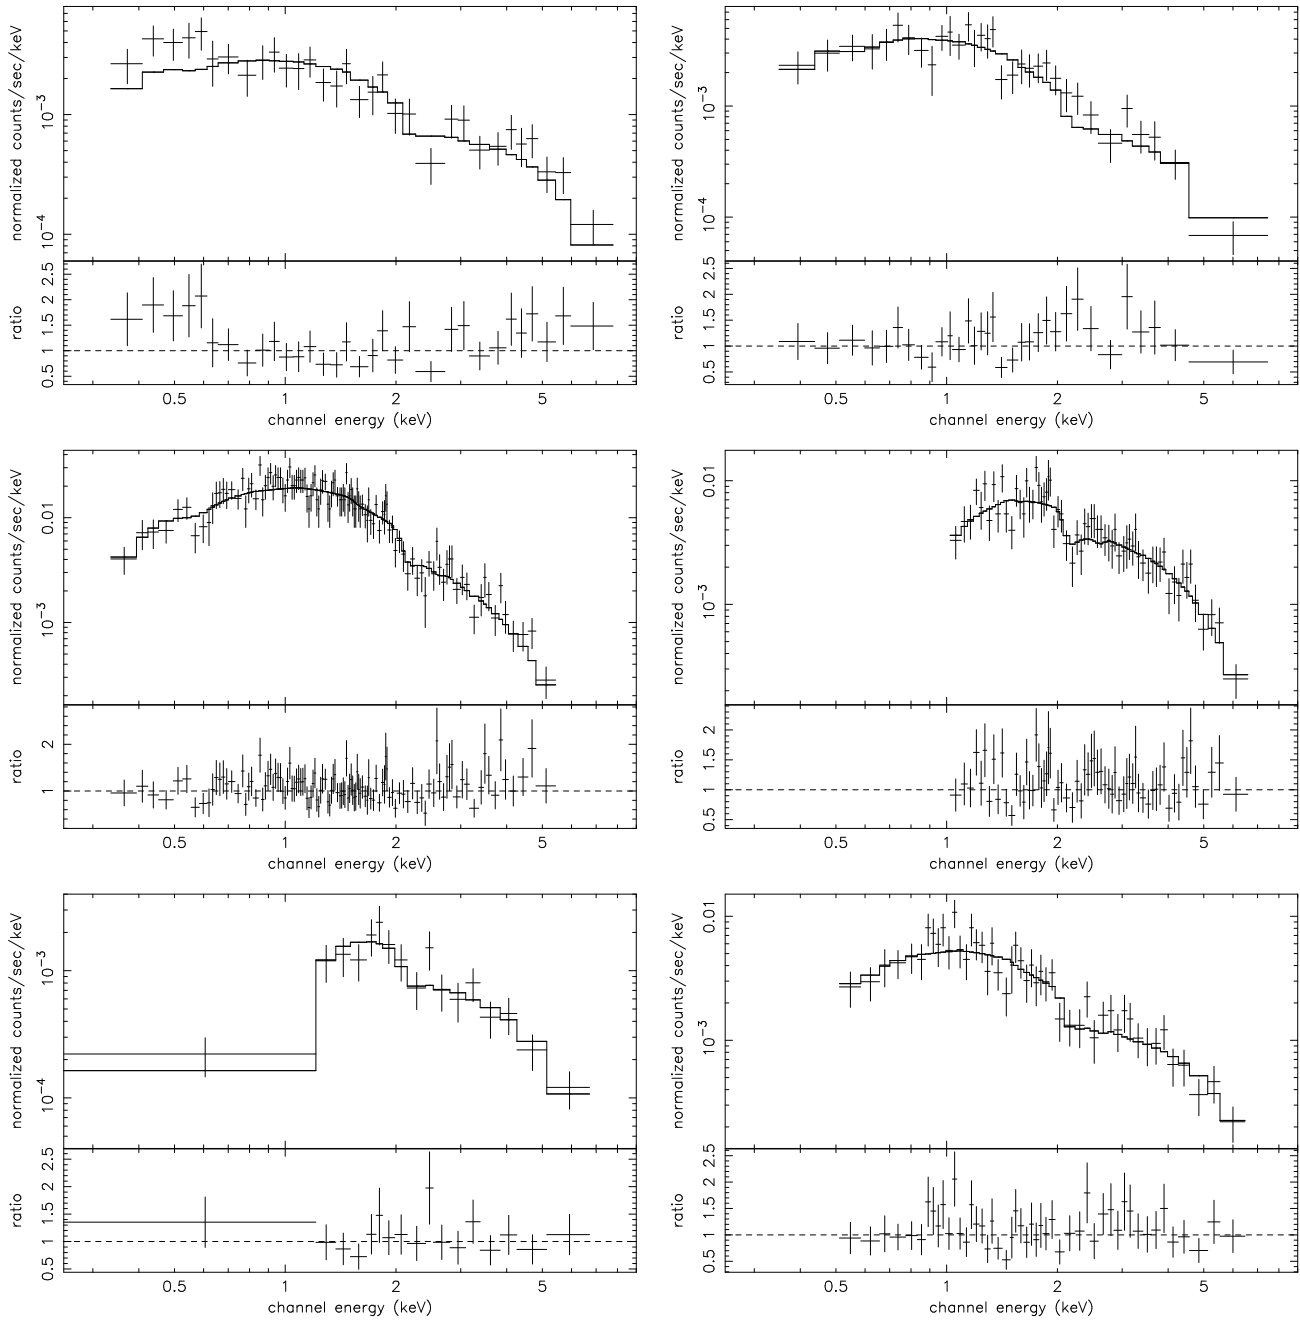 normalized counts/sec/keV
10⁻³
10⁻⁴
ratio
2.5
2
1.5
1
0.5
0.5 1 2 5
channel energy (keV)
normalized counts/sec/keV
10⁻³
10⁻⁴
ratio
2.5
2
1.5
1
0.5
0.5 1 2 5
channel energy (keV)
normalized counts/sec/keV
0.01
10⁻³
ratio
2
1
0.5 1 2 5
channel energy (keV)
normalized counts/sec/keV
0.01
10⁻³
ratio
2
1.5
1
0.5
0.5 1 2 5
channel energy (keV)
normalized counts/sec/keV
10⁻³
10⁻⁴
ratio
2.5
2
1.5
1
0.5
0.5 1 2 5
channel energy (keV)
normalized counts/sec/keV
0.01
10⁻³
ratio
2.5
2
1.5
1
0.5
0.5 1 2 5
channel energy (keV)